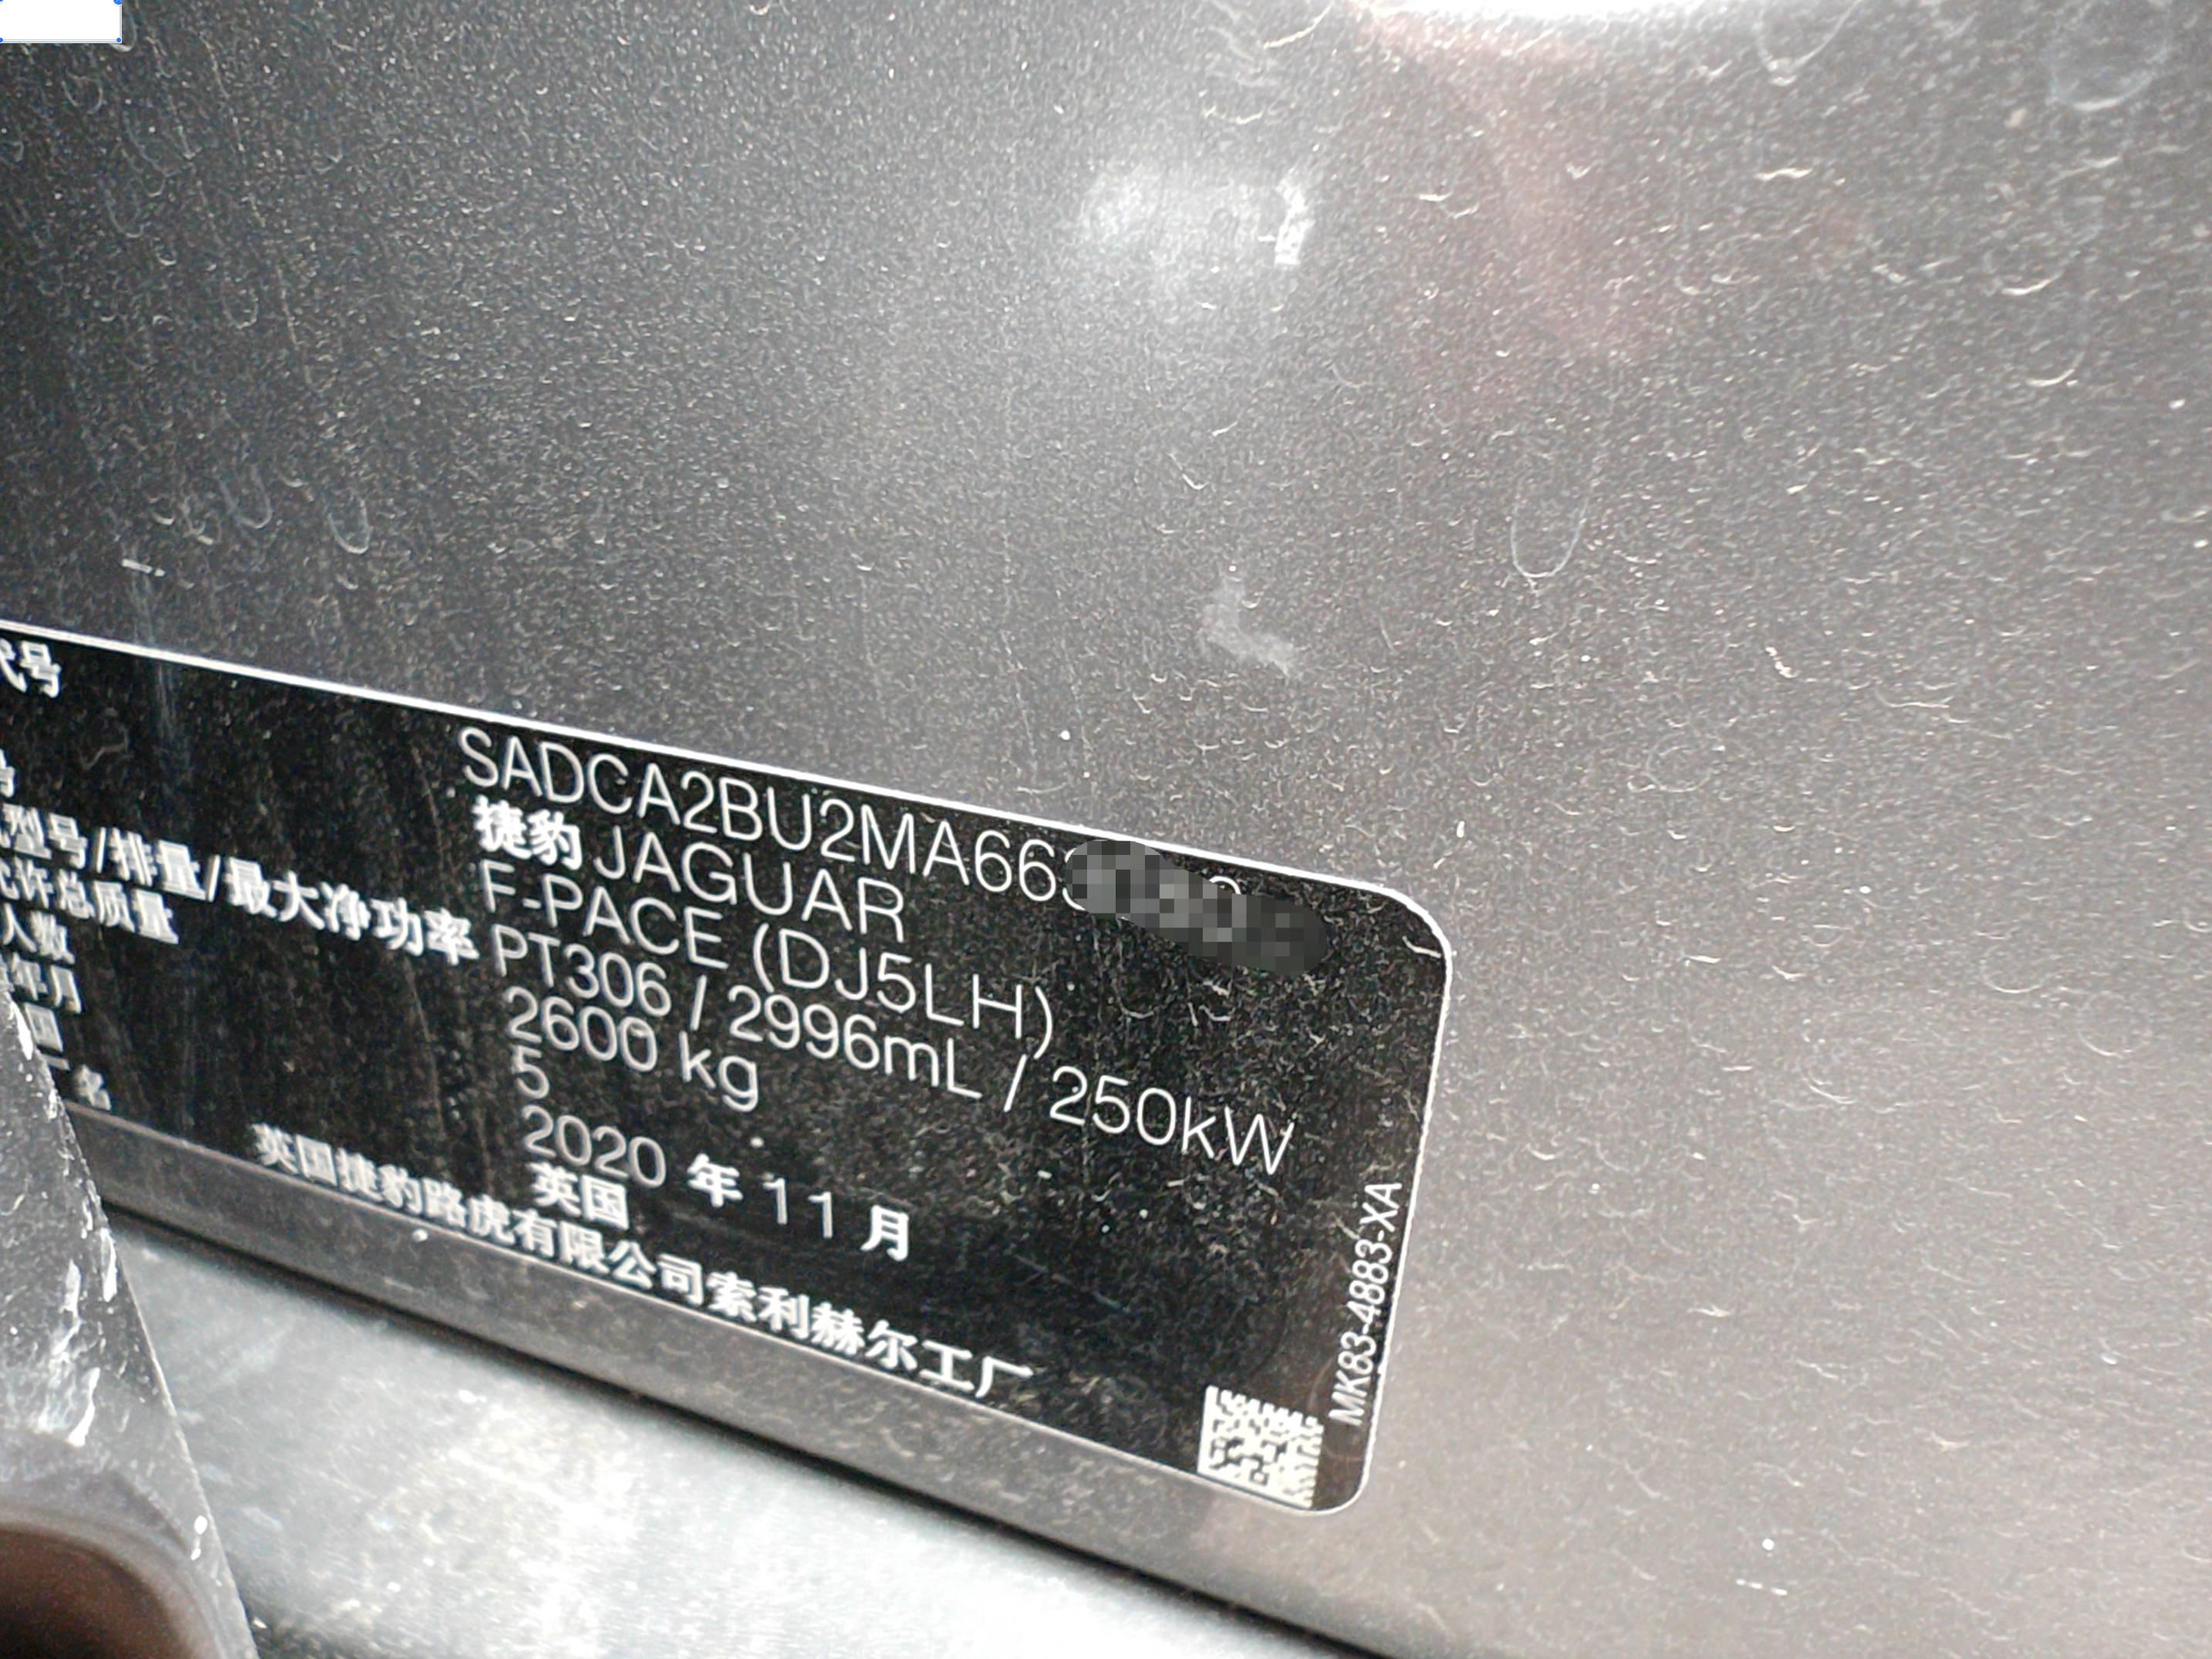 代号
SADCA2BU2MA66
号
捷豹 JAGUAR
F-PACE (DJ5LH)
型号/排量/最大净功率 PT306 / 2996mL / 250kW
允许总质量 2600 kg
人数 5
年月 2020 年 11 月
国 英国
名 英国捷豹路虎有限公司索利赫尔工厂
MK83-4883-XA